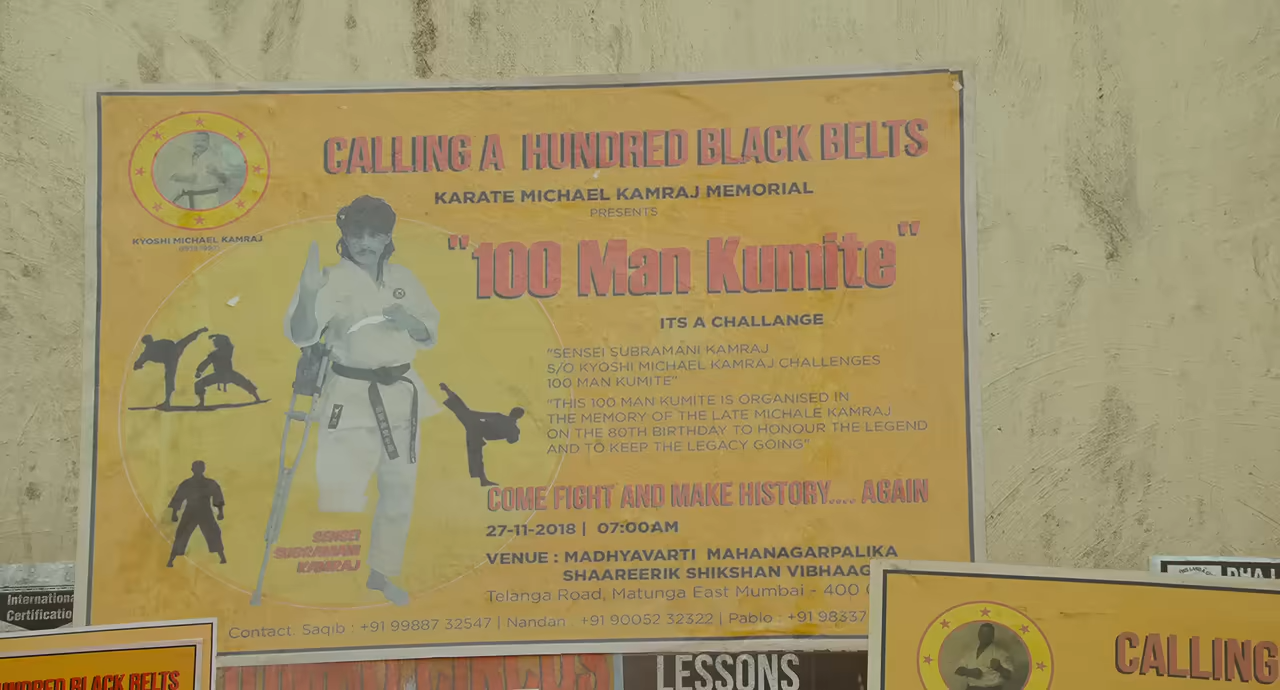 CALLING A HUNDRED BLACK BELTS
KARATE MICHAEL KAMRAJ MEMORIAL
PRESENTS
KYOSHI MICHAEL KAMRAJ
"100 Man Kumite"
ITS A CHALLANGE
"SENSEI SUBRAMANI KAMRAJ
S/O KYOSHI MICHAEL KAMRAJ CHALLENGES
100 MAN KUMITE"
"THIS 100 MAN KUMITE IS ORGANISED IN
THE MEMORY OF THE LATE MICHALE KAMRAJ
ON THE 80TH BIRTHDAY TO HONOUR THE LEGEND
AND TO KEEP THE LEGACY GOING"
COME FIGHT AND MAKE HISTORY.... AGAIN
27-11-2018 | 07:00AM
SENSEI
SUBRAMANI
KAMRAJ
VENUE : MADHYAVARTI MAHANAGARPALIKA
SHAAREERIK SHIKSHAN VIBHAAG
Telanga Road, Matunga East Mumbai - 400
Contact. Saqib : +91 99887 32547 | Nandan +91 90052 32322 | Pablo : +91 98337
International
Certificatio
HUNDRED BLACK BELTS
LESSONS
CALLING